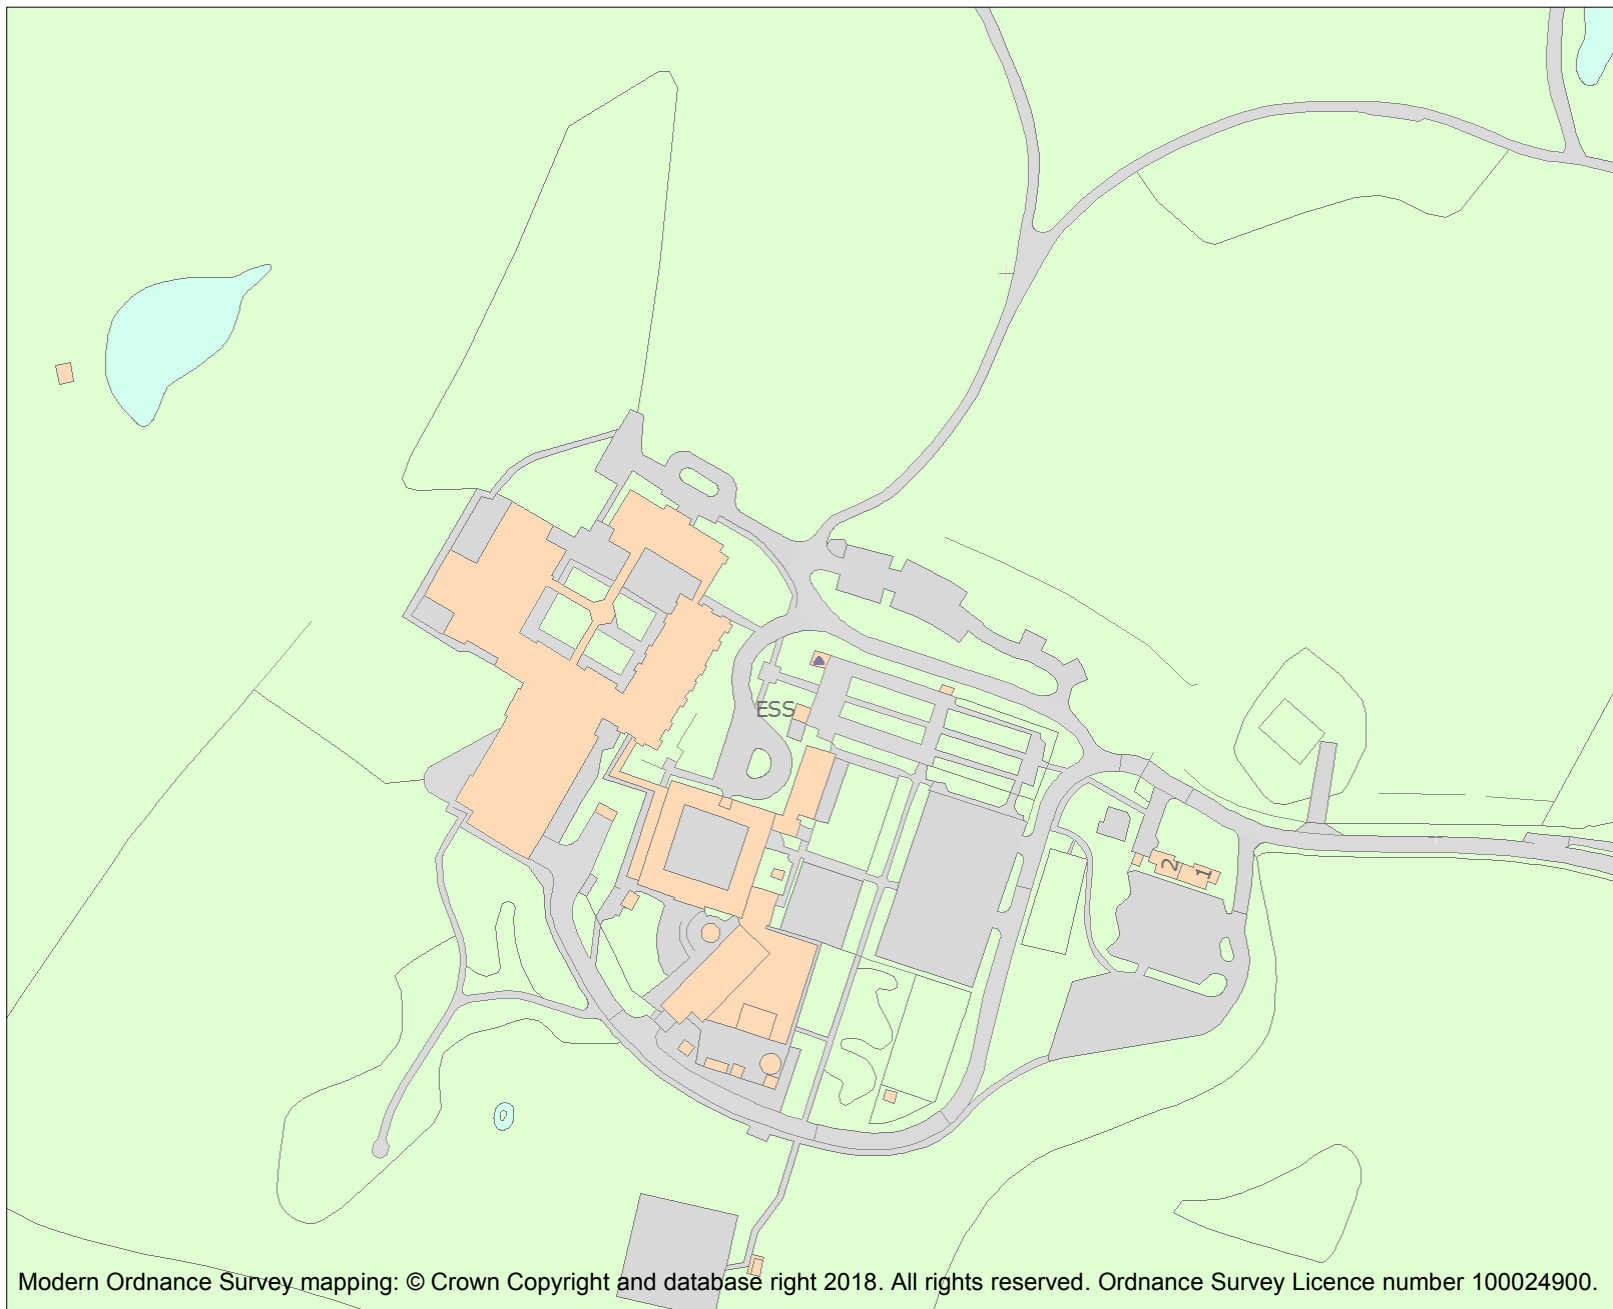 ESS
2
1
Modern Ordnance Survey mapping: © Crown Copyright and database right 2018. All rights reserved. Ordnance Survey Licence number 100024900.